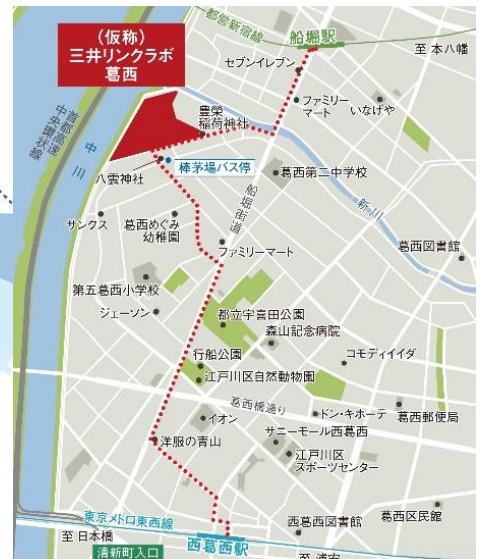 (仮称)
三井リンクラボ
葛西
都営新宿線
船堀駅
至 本八幡
セブンイレブン
ファミリー
マート
いなげや
豊榮
稲荷神社
首都高速
中央環状線
中川
八雲神社
棒茅場バス停
葛西第二中学校
船堀街道
新川
サンクス
葛西めぐみ
幼稚園
ファミリーマート
葛西図書館
第五葛西小学校
ジェーソン
都立宇喜田公園
森山記念病院
コモディイイダ
行船公園
江戸川区自然動物園
葛西橋通り
ドン・キホーテ
葛西郵便局
イオン
サニーモール西葛西
洋服の青山
江戸川区
スポーツセンター
東京メトロ東西線
西葛西図書館
葛西区民館
至 日本橋
西葛西駅
至 浦安
清新町入口